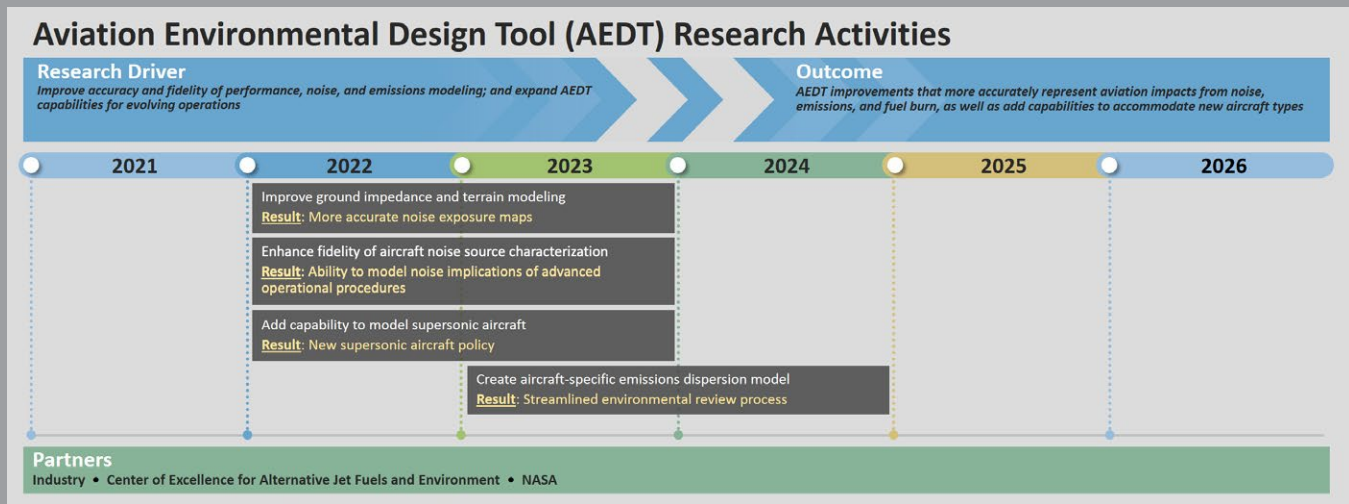 Aviation Environmental Design Tool (AEDT) Research Activities
Research Driver
Improve accuracy and fidelity of performance, noise, and emissions modeling; and expand AEDT
capabilities for evolving operations
Outcome
AEDT improvements that more accurately represent aviation impacts from noise,
emissions, and fuel burn, as well as add capabilities to accommodate new aircraft types
2021 2022 2023 2024 2025 2026
Improve ground impedance and terrain modeling
Result: More accurate noise exposure maps
Enhance fidelity of aircraft noise source characterization
Result: Ability to model noise implications of advanced
operational procedures
Add capability to model supersonic aircraft
Result: New supersonic aircraft policy
Create aircraft-specific emissions dispersion model
Result: Streamlined environmental review process
Partners
Industry • Center of Excellence for Alternative Jet Fuels and Environment • NASA